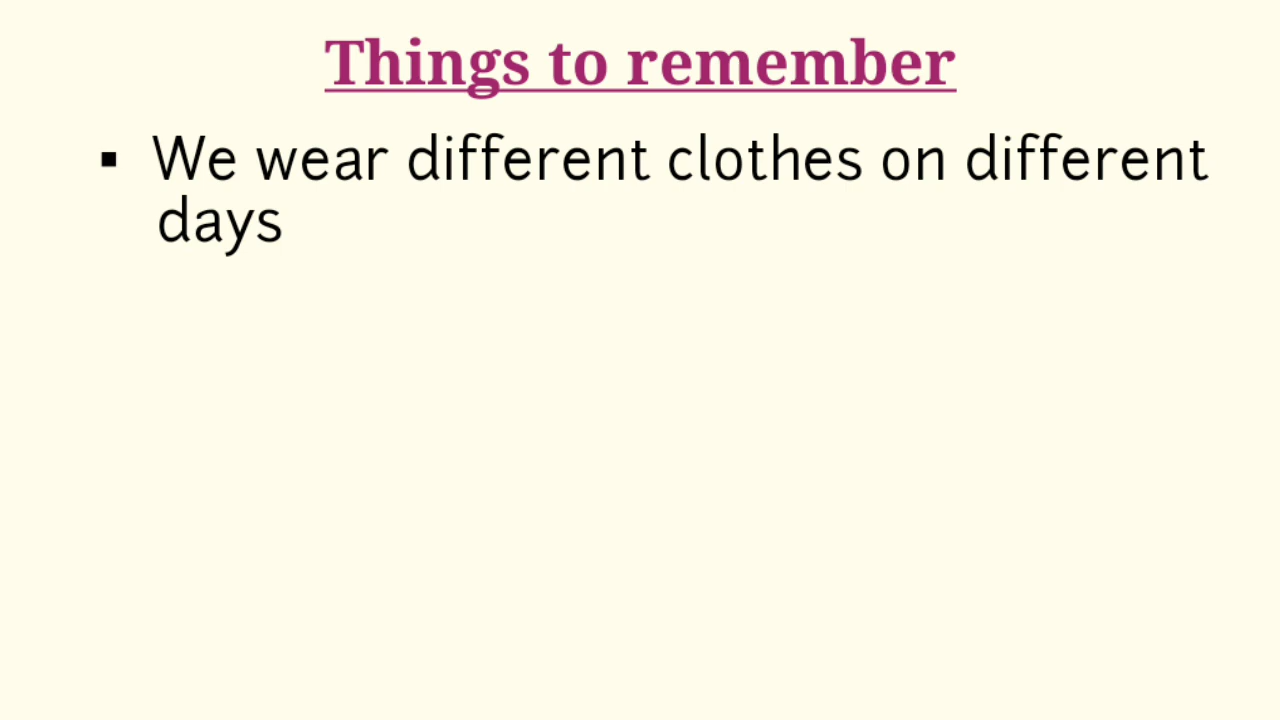 Things to remember
▪ We wear different clothes on different
days